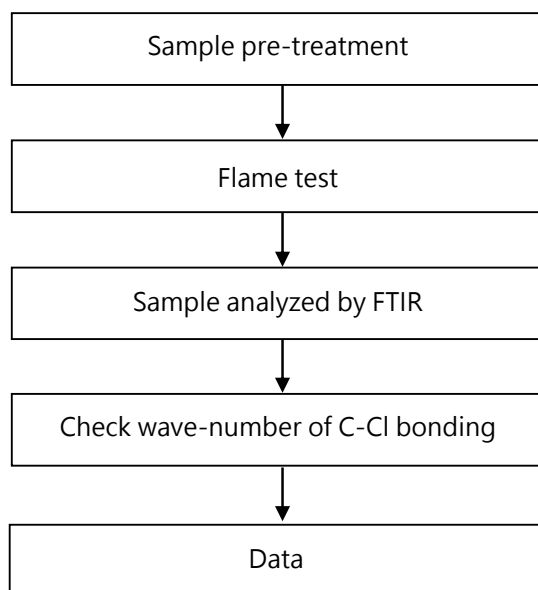 Sample pre-treatment
Flame test
Sample analyzed by FTIR
Check wave-number of C-Cl bonding
Data